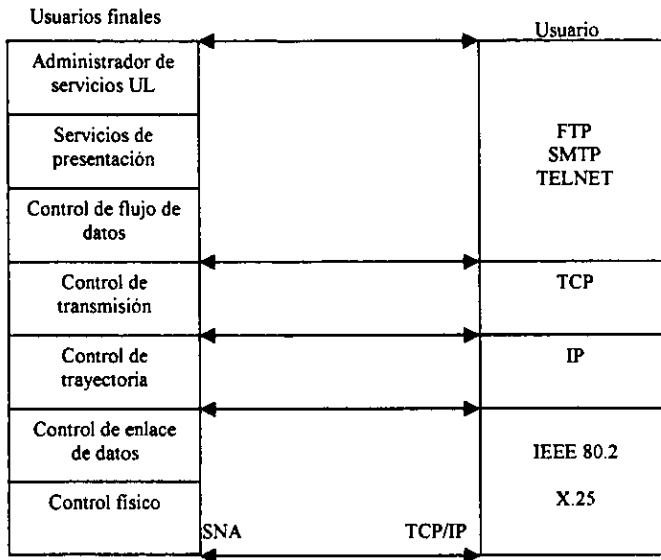 Usuarios finales
Usuario
Administrador de
servicios UL
Servicios de
presentación
Control de flujo de
datos
FTP
SMTP
TELNET
Control de
transmisión
TCP
Control de
trayectoria
IP
Control de enlace
de datos
IEEE 80.2
Control físico
X.25
SNA
TCP/IP